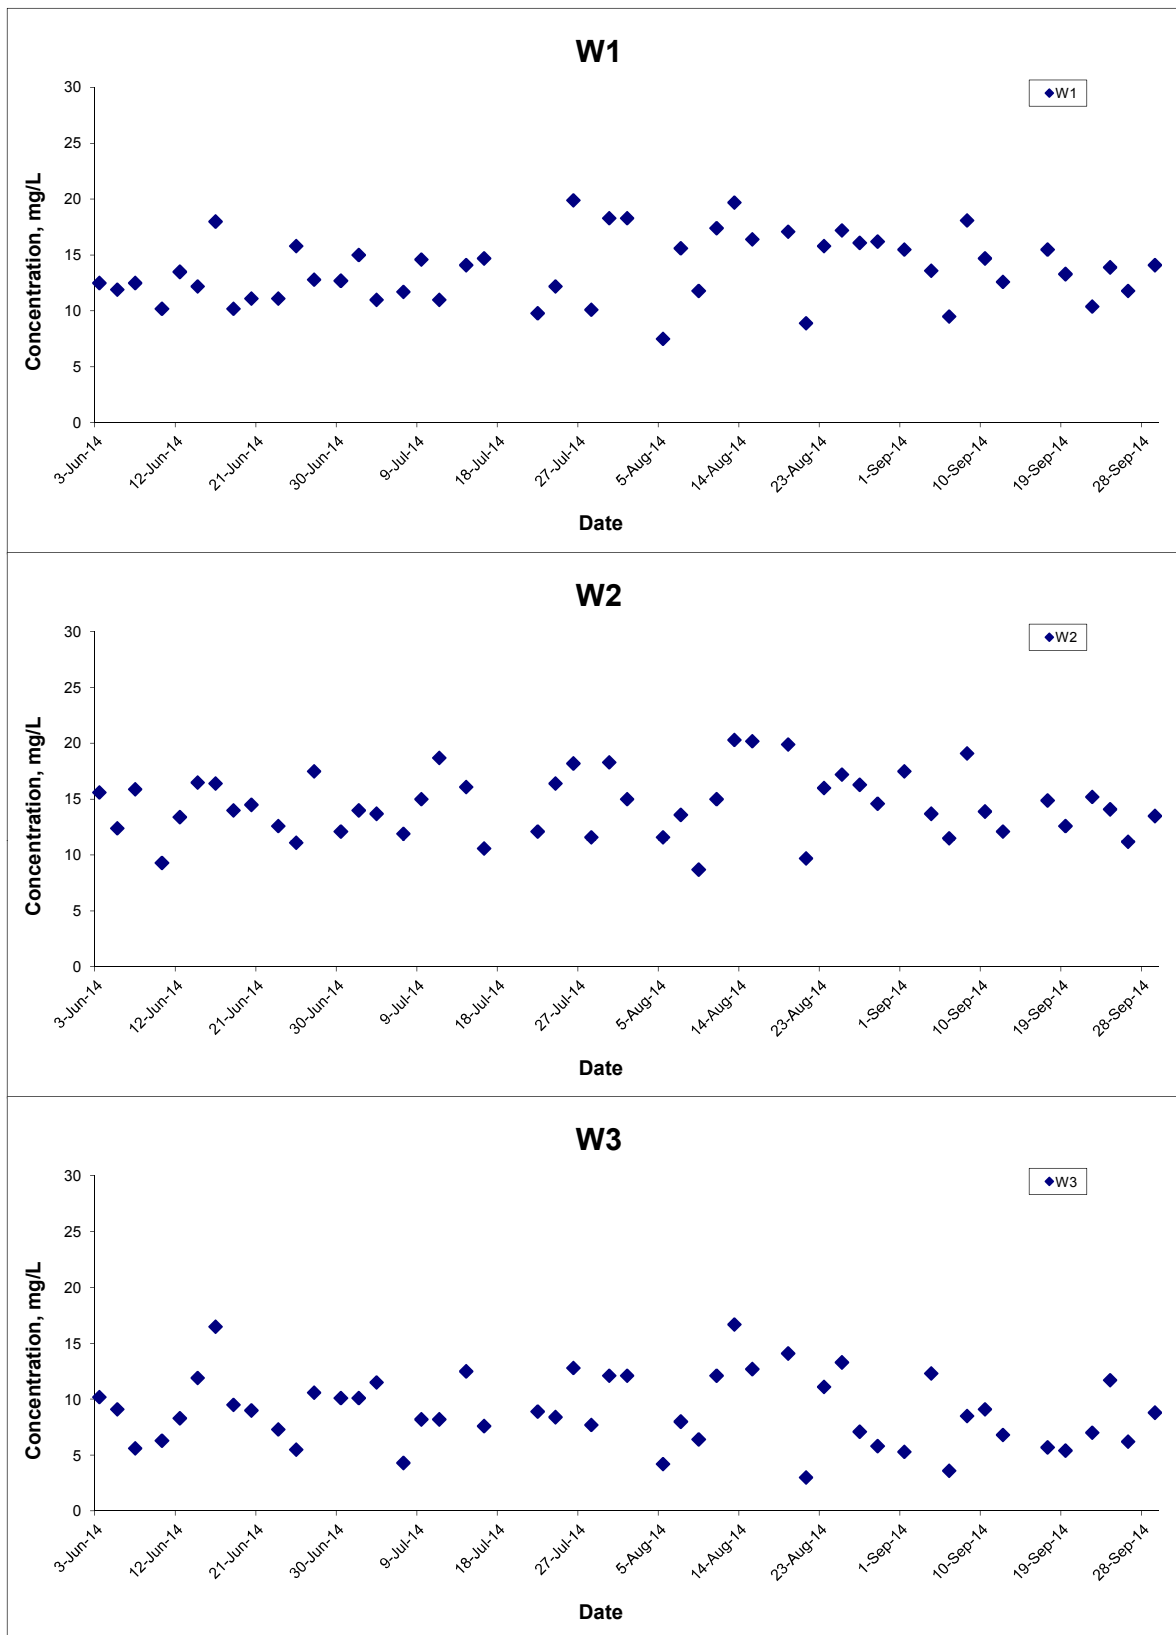 W1
W1
30
25
20
15
10
5
0
Concentration, mg/L
3-Jun-14
12-Jun-14
21-Jun-14
30-Jun-14
9-Jul-14
18-Jul-14
27-Jul-14
5-Aug-14
14-Aug-14
23-Aug-14
1-Sep-14
10-Sep-14
19-Sep-14
28-Sep-14
Date
W2
W2
30
25
20
15
10
5
0
Concentration, mg/L
3-Jun-14
12-Jun-14
21-Jun-14
30-Jun-14
9-Jul-14
18-Jul-14
27-Jul-14
5-Aug-14
14-Aug-14
23-Aug-14
1-Sep-14
10-Sep-14
19-Sep-14
28-Sep-14
Date
W3
W3
30
25
20
15
10
5
0
Concentration, mg/L
3-Jun-14
12-Jun-14
21-Jun-14
30-Jun-14
9-Jul-14
18-Jul-14
27-Jul-14
5-Aug-14
14-Aug-14
23-Aug-14
1-Sep-14
10-Sep-14
19-Sep-14
28-Sep-14
Date